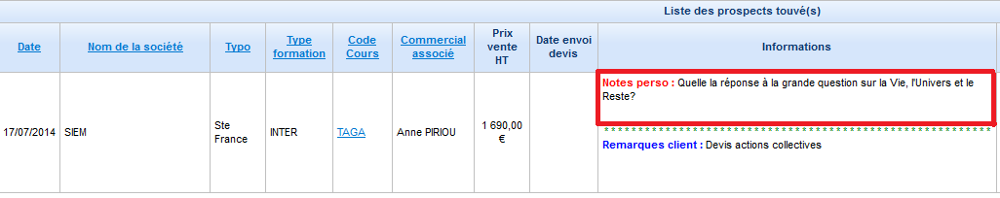 Liste des prospects touvé(s)
Date Nom de la société Typo Type formation Code Cours Commercial associé Prix vente HT Date envoi devis Informations
17/07/2014 SIEM Ste France INTER TAGA Anne PIRIOU 1 690,00 €
Notes perso : Quelle la réponse à la grande question sur la Vie, l'Univers et le
Reste?
Remarques client : Devis actions collectives